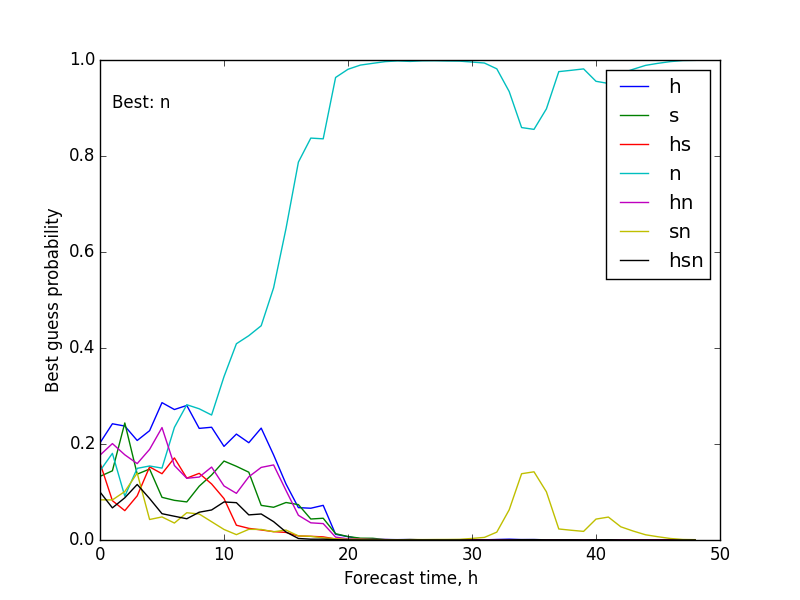 1.0
0.8
0.6
0.4
0.2
0.0
0 10 20 30 40 50
Best guess probability
Forecast time, h
Best: n
h
s
hs
n
hn
sn
hsn